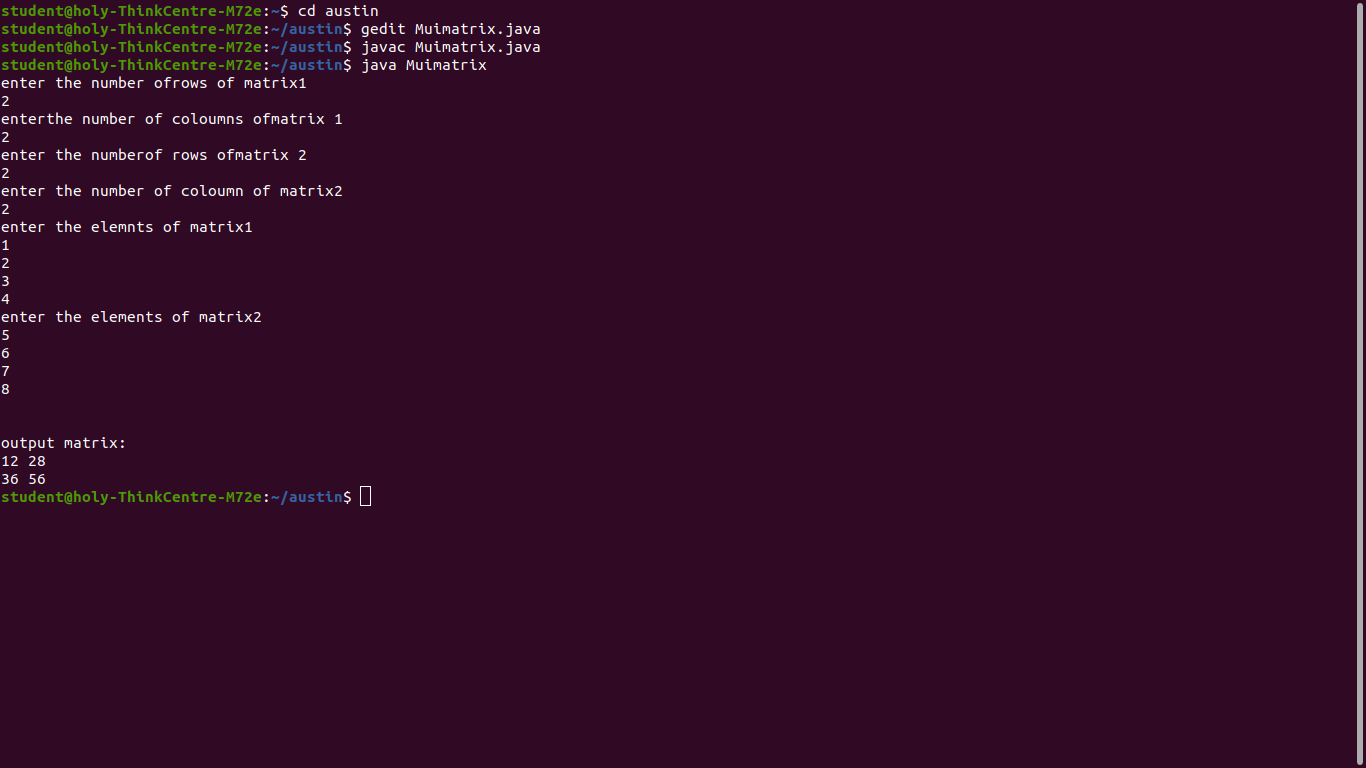 student@holy-ThinkCentre-M72e:~$ cd austin
student@holy-ThinkCentre-M72e:~/austin$ gedit Muimatrix.java
student@holy-ThinkCentre-M72e:~/austin$ javac Muimatrix.java
student@holy-ThinkCentre-M72e:~/austin$ java Muimatrix
enter the number ofrows of matrix1
2
enterthe number of coloumns ofmatrix 1
2
enter the numberof rows ofmatrix 2
2
enter the number of coloumn of matrix2
2
enter the elemnts of matrix1
1
2
3
4
enter the elements of matrix2
5
6
7
8
output matrix:
12 28
36 56
student@holy-ThinkCentre-M72e:~/austin$